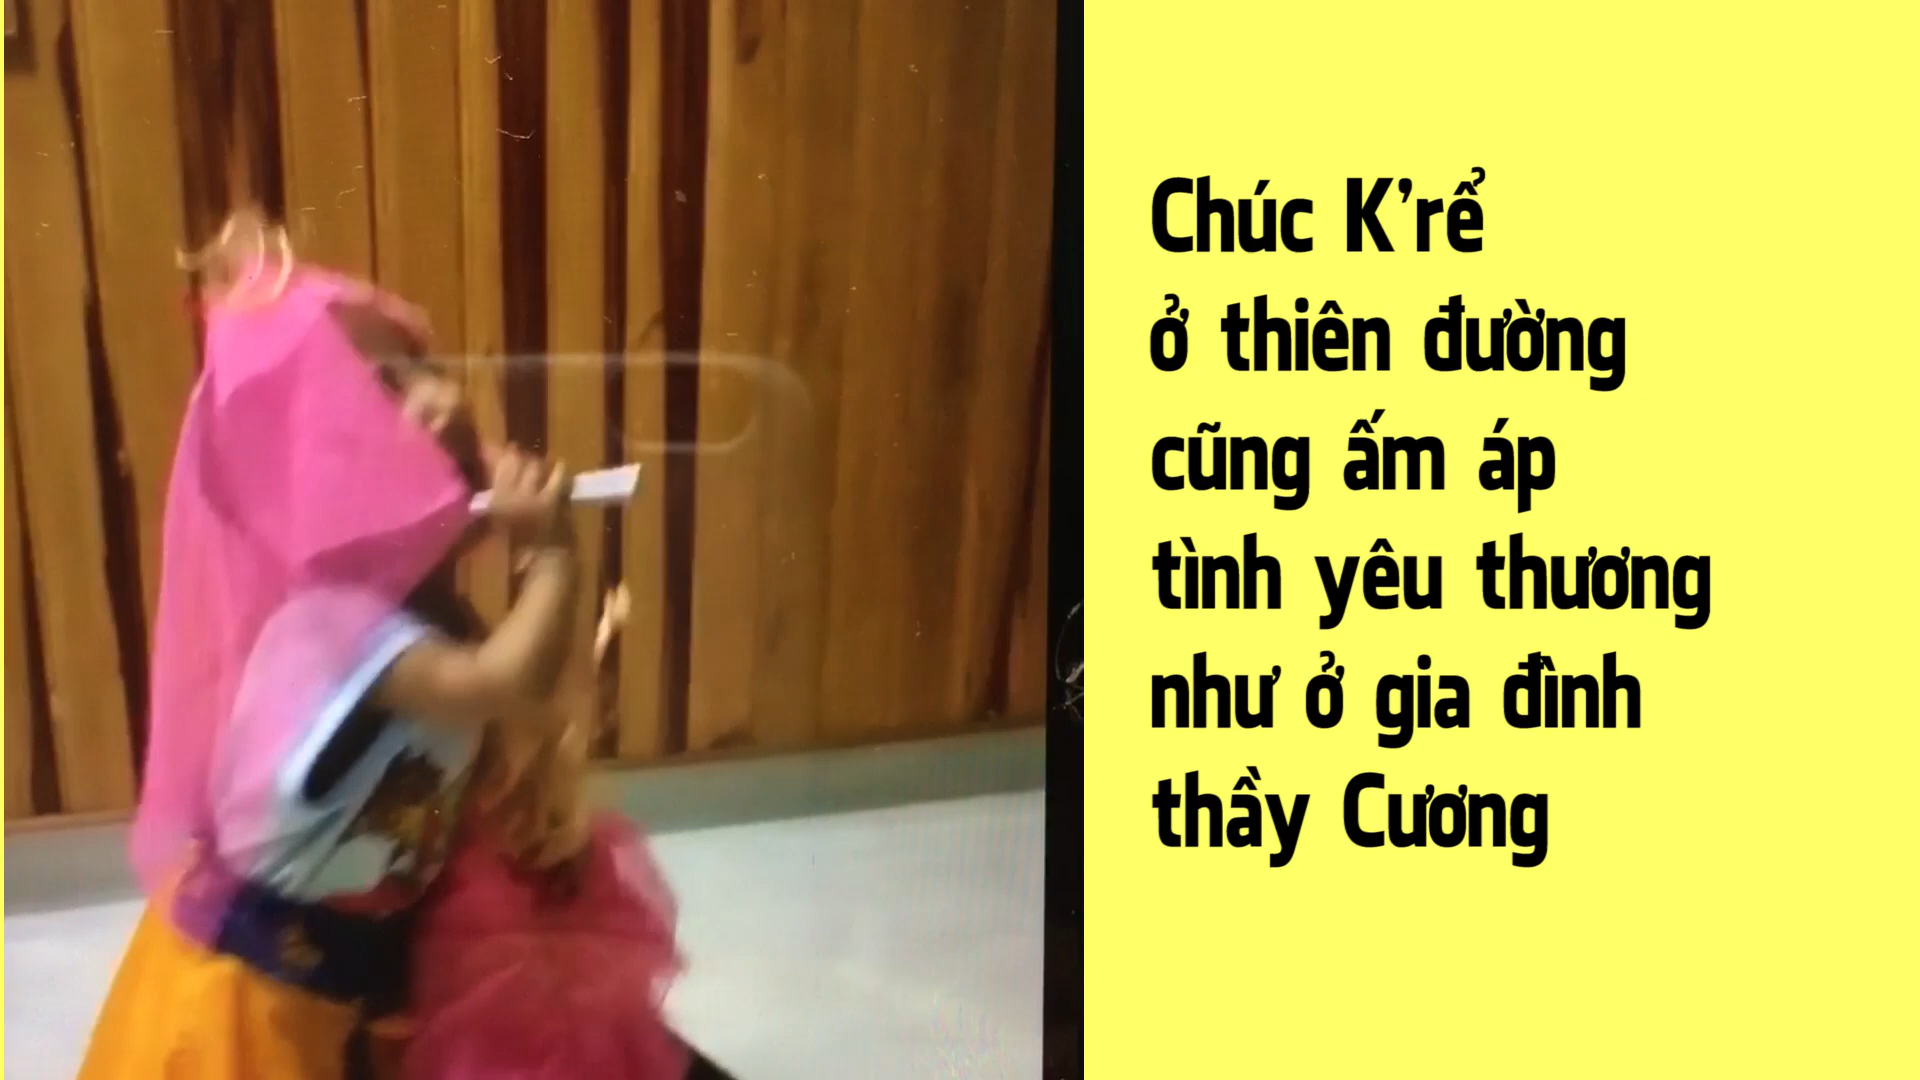 Chúc K’rể
ở thiên đường
cũng ấm áp
tình yêu thương
như ở gia đình
thầy Cương